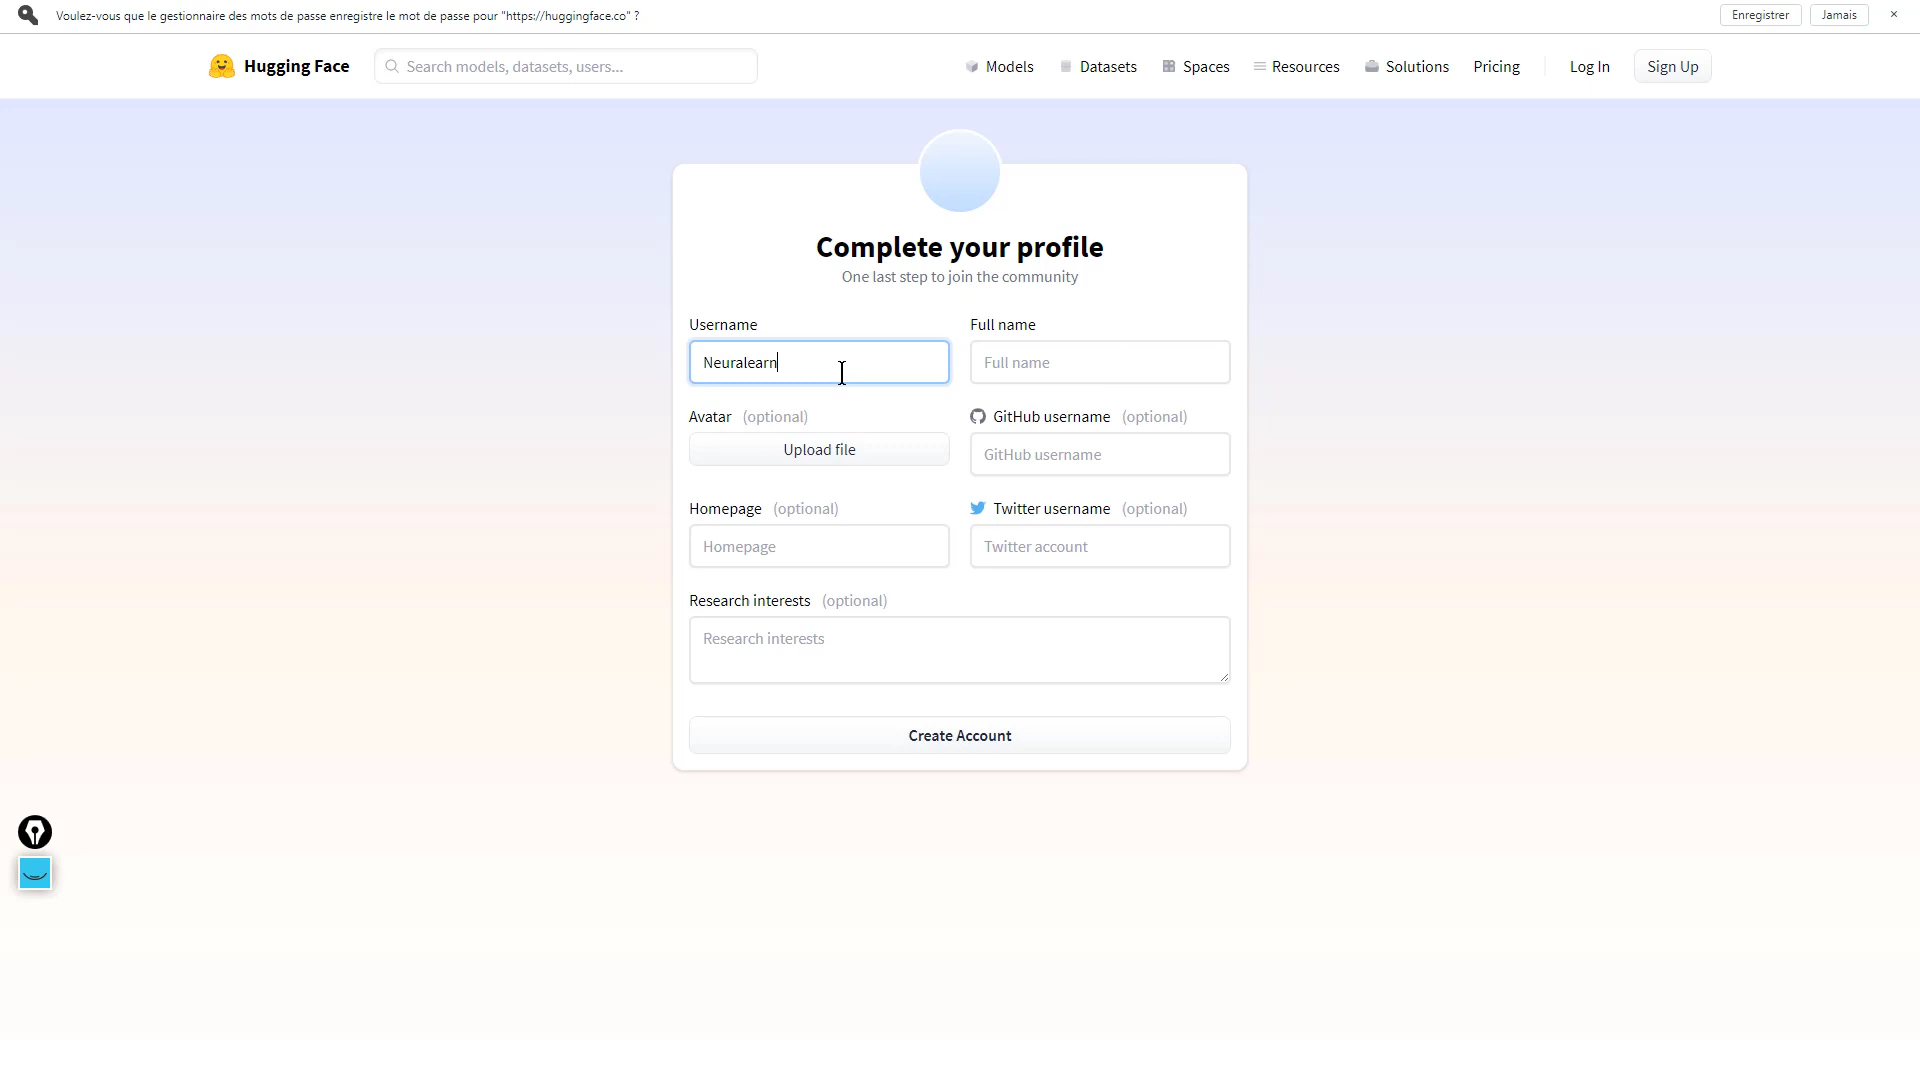 Voulez-vous que le gestionnaire des mots de passe enregistre le mot de passe pour "https://huggingface.co" ?
Enregistrer
Jamais
×
Hugging Face
Search models, datasets, users...
Models
Datasets
Spaces
Resources
Solutions
Pricing
Log In
Sign Up
Complete your profile
One last step to join the community
Username
Full name
Neuralearn
Full name
Avatar (optional)
GitHub username (optional)
Upload file
GitHub username
Homepage (optional)
Twitter username (optional)
Homepage
Twitter account
Research interests (optional)
Research interests
Create Account